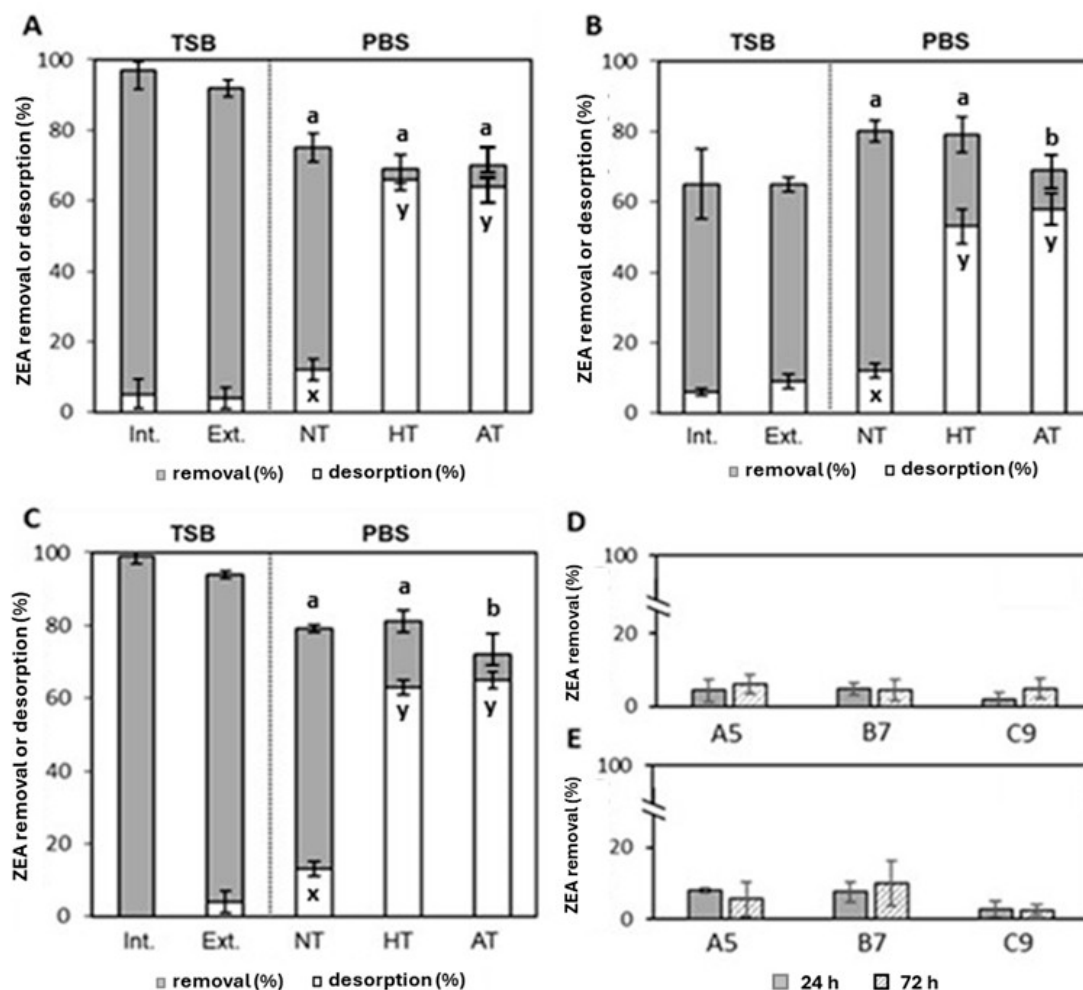 A
TSB PBS
ZEA removal or desorption (%)
100
80
60
40
20
0
a a a
x y y
Int. Ext. NT HT AT
removal (%) desorption (%)
B
TSB PBS
ZEA removal or desorption (%)
100
80
60
40
20
0
a a b
x y y
Int. Ext. NT HT AT
removal (%) desorption (%)
C
TSB PBS
ZEA removal or desorption (%)
100
80
60
40
20
0
a a b
x y y
Int. Ext. NT HT AT
removal (%) desorption (%)
D
ZEA removal (%)
100
20
0
A5 B7 C9
E
ZEA removal (%)
100
20
0
A5 B7 C9
24 h 72 h